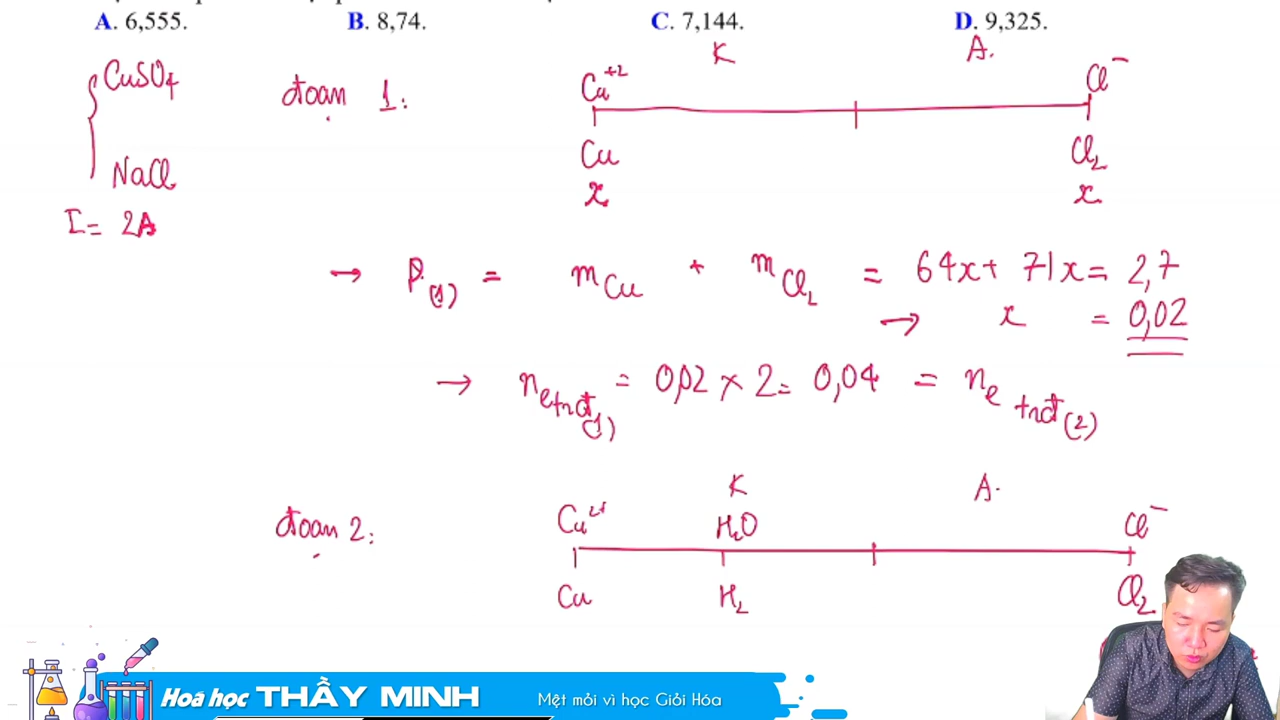 A. 6,555. B. 8,74. C. 7,144. D. 9,325.
K A.
CuSO4 đoạn 1: Cu+2 Cl-
NaCl Cu Cl2
x x
I = 2A
→ P(1) = mCu + mCl2 = 64x + 71x = 2,7
→ x = 0,02
→ ne trđ(1) = 0,02 × 2 = 0,04 = ne trđ(2)
K A.
đoạn 2: Cu2+ H2O Cl-
Cu H2 Cl2
Hoá học THẦY MINH Mệt mỏi vì học Giỏi Hóa